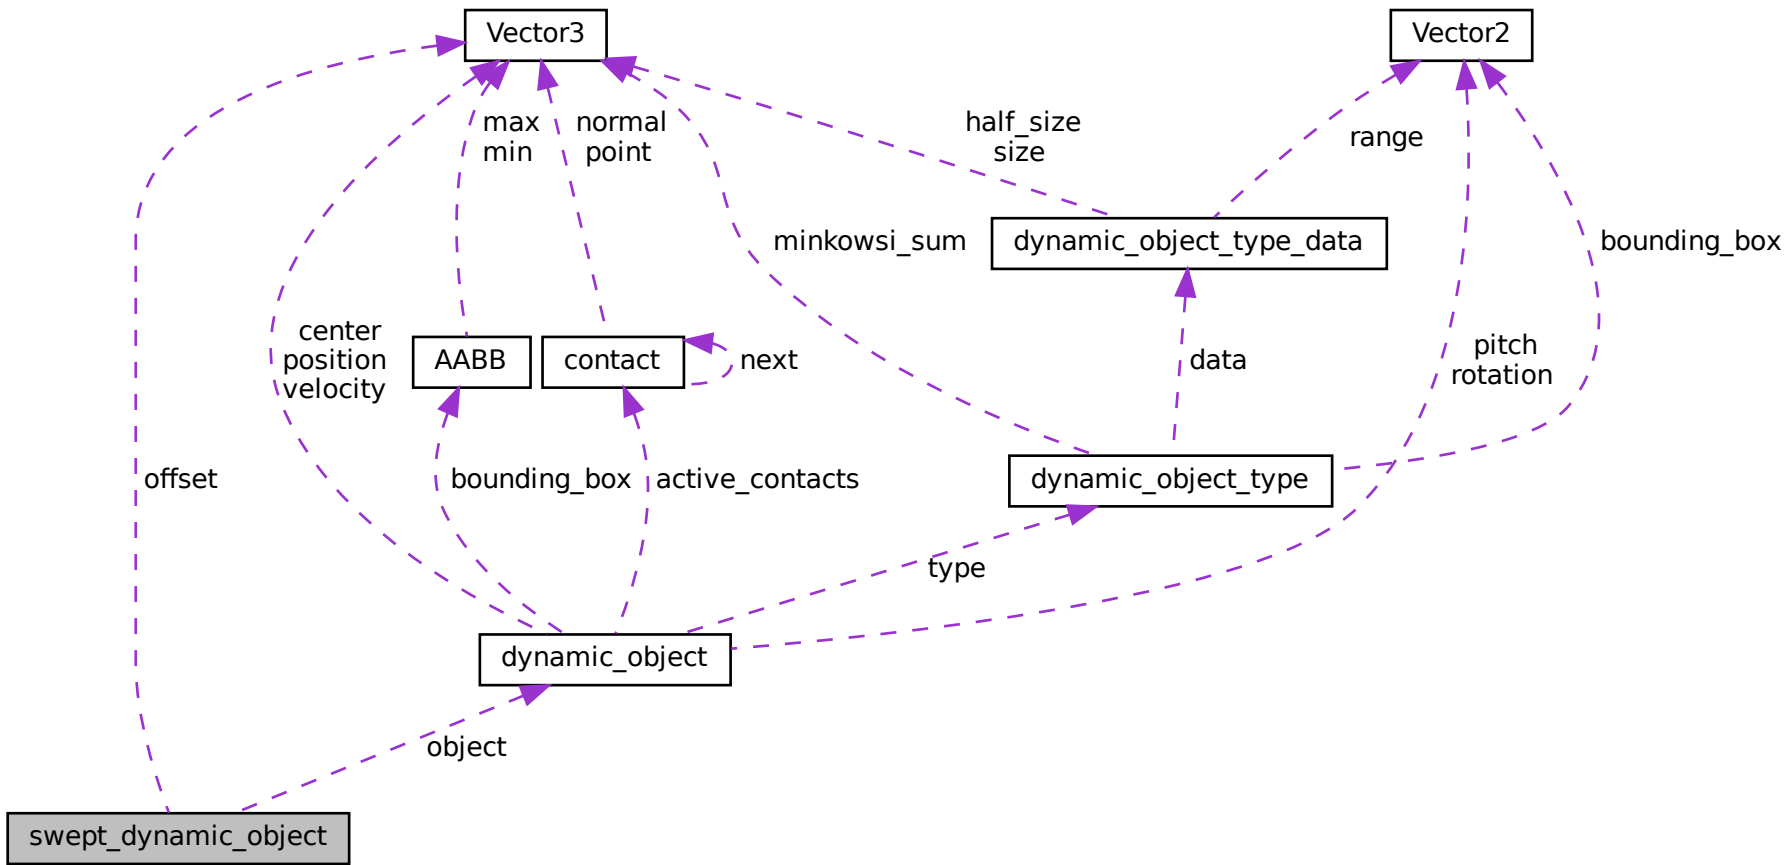 Vector3
Vector2
max
min
normal
point
half_size
size
range
minkowsi_sum
dynamic_object_type_data
bounding_box
center
position
velocity
AABB
contact
next
data
pitch
rotation
offset
bounding_box
active_contacts
dynamic_object_type
type
dynamic_object
object
swept_dynamic_object